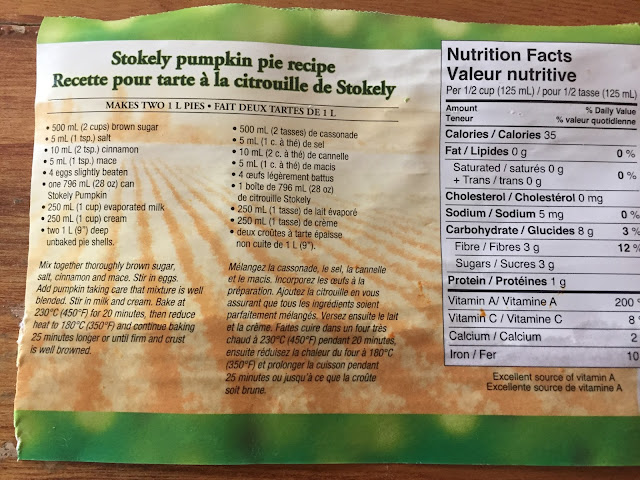 Stokely pumpkin pie recipe
Recette pour tarte à la citrouille de Stokely
MAKES TWO 1 L PIES • FAIT DEUX TARTES DE 1 L
• 500 mL (2 cups) brown sugar
• 5 mL (1 tsp.) salt
• 10 mL (2 tsp.) cinnamon
• 5 mL (1 tsp.) mace
• 4 eggs slightly beaten
• one 796 mL (28 oz) can
Stokely Pumpkin
• 250 mL (1 cup) evaporated milk
• 250 mL (1 cup) cream
• two 1 L (9") deep
unbaked pie shells.
Mix together thoroughly brown sugar,
salt, cinnamon and mace. Stir in eggs.
Add pumpkin taking care that mixture is well
blended. Stir in milk and cream. Bake at
230°C (450°F) for 20 minutes, then reduce
heat to 180°C (350°F) and continue baking
25 minutes longer or until firm and crust
is well browned.
• 500 mL (2 tasses) de cassonade
• 5 mL (1 c. à thé) de sel
• 10 mL (2 c. à thé) de cannelle
• 5 mL (1 c. à thé) de macis
• 4 œufs légèrement battus
• 1 boîte de 796 mL (28 oz)
de citrouille Stokely
• 250 mL (1 tasse) de lait évaporé
• 250 mL (1 tasse) de crème
• deux croûtes à tarte épaisse
non cuite de 1 L (9").
Mélangez la cassonade, le sel, la cannelle
et le macis. Incorporez les œufs à la
préparation. Ajoutez la citrouille en vous
assurant que tous les ingrédients soient
parfaitement mélangés. Versez ensuite le lait
et la crème. Faites cuire dans un four très
chaud à 230°C (450°F) pendant 20 minutes,
ensuite réduisez la chaleur du four à 180°C
(350°F) et prolonger la cuisson pendant
25 minutes ou jusqu'à ce que la croûte
soit brune.
Nutrition Facts
Valeur nutritive
Per 1/2 cup (125 mL) / pour 1/2 tasse (125 mL)
Amount % Daily Value
Teneur % valeur quotidienne
Calories / Calories 35
Fat / Lipides 0 g 0 %
Saturated / saturés 0 g 0 %
+ Trans / trans 0 g
Cholesterol / Cholestérol 0 mg
Sodium / Sodium 5 mg 0 %
Carbohydrate / Glucides 8 g 3 %
Fibre / Fibres 3 g 12 %
Sugars / Sucres 3 g
Protein / Protéines 1 g
Vitamin A / Vitamine A 200
Vitamin C / Vitamine C 8
Calcium / Calcium 2
Iron / Fer 10
Excellent source of vitamin A
Excellente source de vitamine A